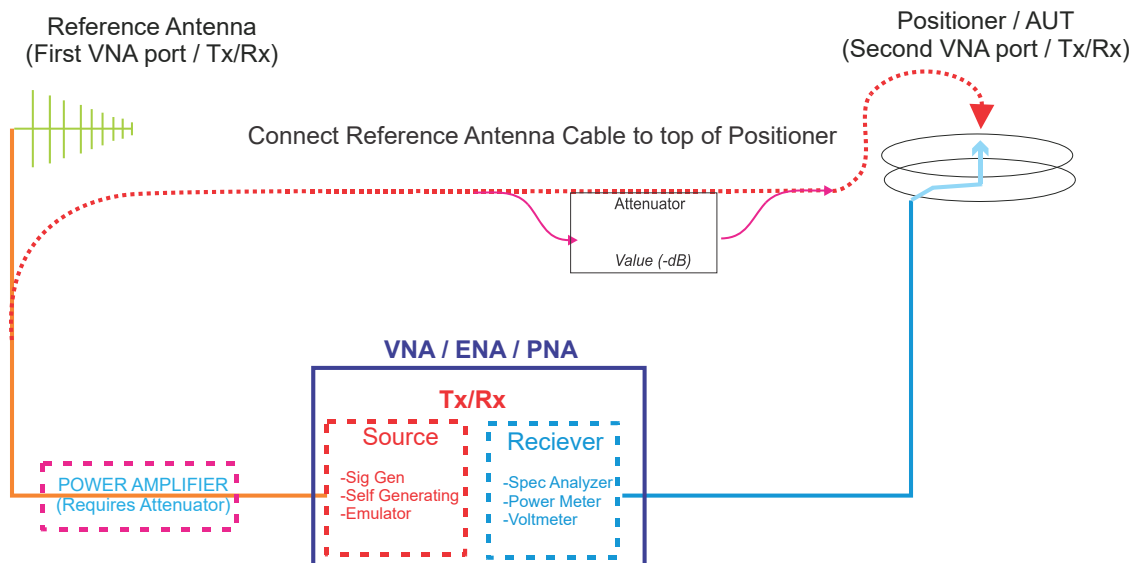 Reference Antenna
(First VNA port / Tx/Rx)
Positioner / AUT
(Second VNA port / Tx/Rx)
Connect Reference Antenna Cable to top of Positioner
Attenuator
Value (-dB)
VNA / ENA / PNA
Tx/Rx
Source
-Sig Gen
-Self Generating
-Emulator
Reciever
-Spec Analyzer
-Power Meter
-Voltmeter
POWER AMPLIFIER
(Requires Attenuator)